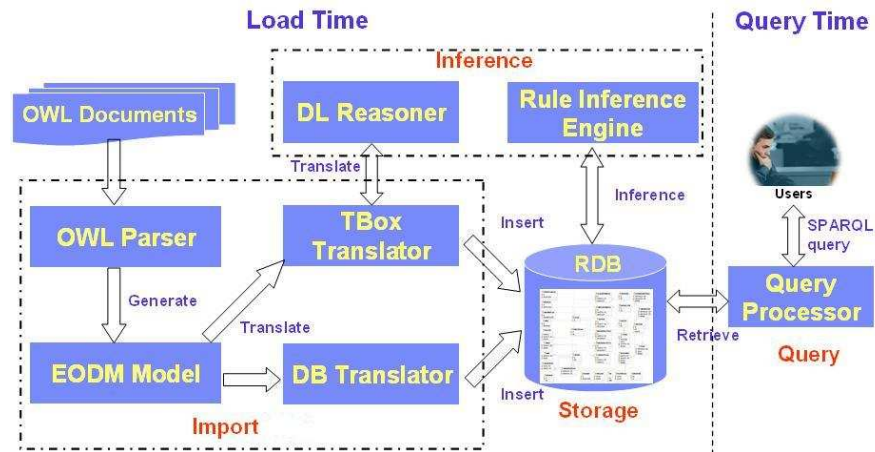 Load Time
Query Time
Inference
OWL Documents
DL Reasoner
Rule Inference
Engine
Translate
Inference
Users
OWL Parser
TBox
Translator
Insert
SPARQL
query
RDB
Generate
Translate
Query
Processor
Retrieve
EODM Model
DB Translator
Insert
Query
Import
Storage